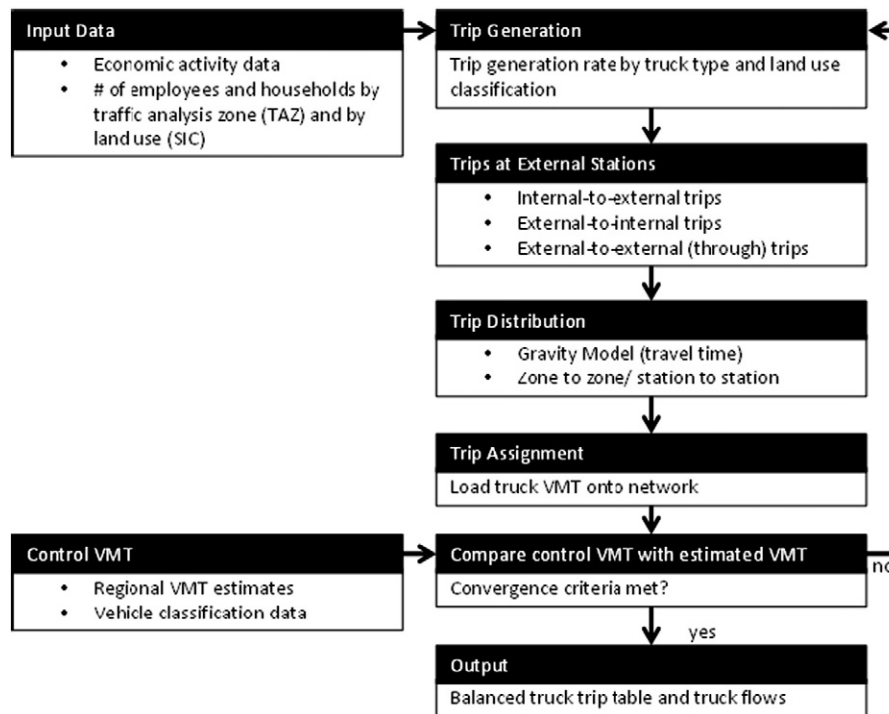 Input Data
• Economic activity data
• # of employees and households by
traffic analysis zone (TAZ) and by
land use (SIC)
Trip Generation
Trip generation rate by truck type and land use
classification
Trips at External Stations
• Internal-to-external trips
• External-to-internal trips
• External-to-external (through) trips
Trip Distribution
• Gravity Model (travel time)
• Zone to zone/ station to station
Trip Assignment
Load truck VMT onto network
Control VMT
• Regional VMT estimates
• Vehicle classification data
Compare control VMT with estimated VMT
Convergence criteria met?
no
yes
Output
Balanced truck trip table and truck flows